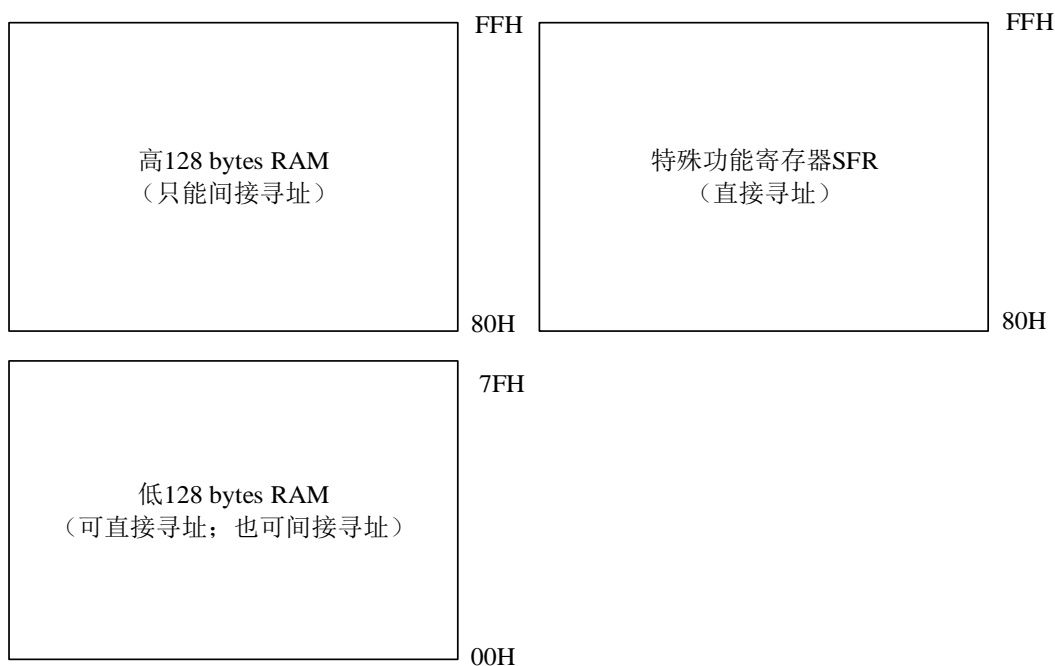 FFH
高128 bytes RAM
（只能间接寻址）
80H
FFH
特殊功能寄存器SFR
（直接寻址）
80H
7FH
低128 bytes RAM
（可直接寻址；也可间接寻址）
00H